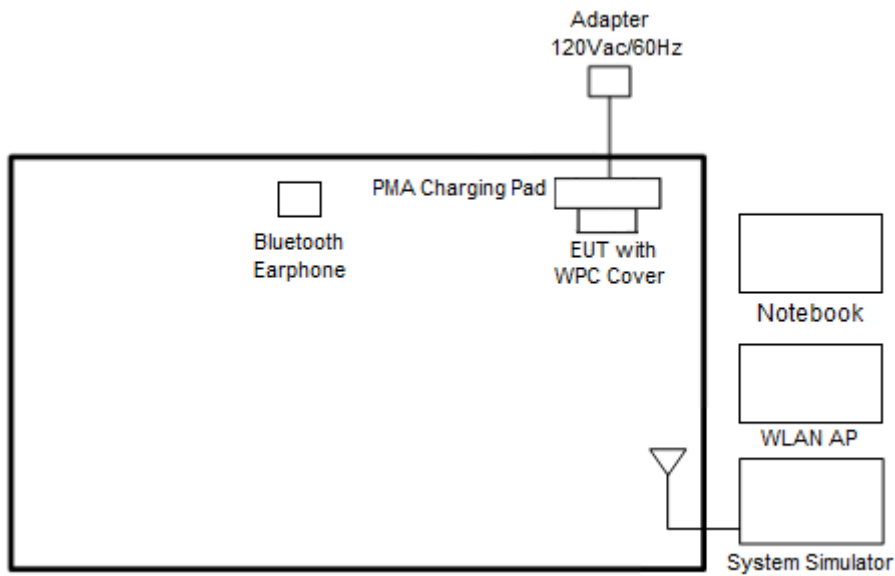 Adapter
120Vac/60Hz
PMA Charging Pad
Bluetooth
Earphone
EUT with
WPC Cover
Notebook
WLAN AP
System Simulator